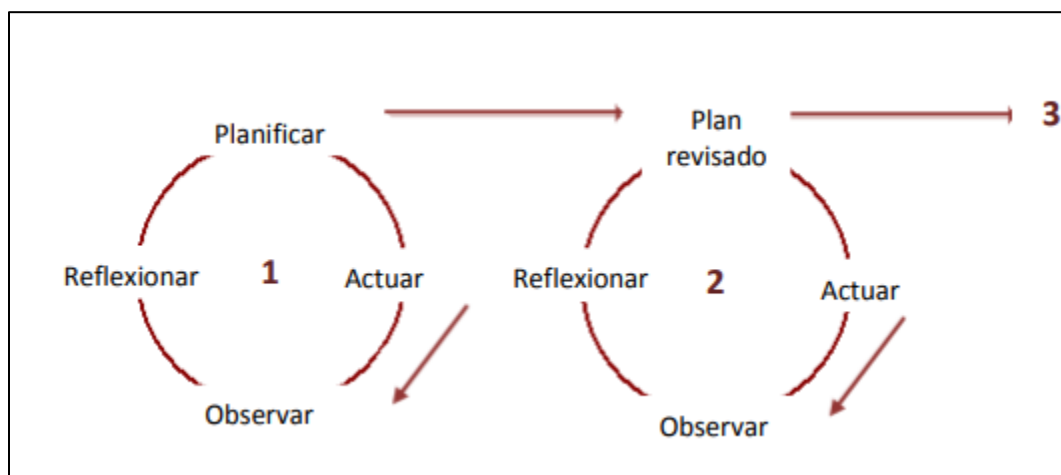 Planificar
Plan
revisado
3
Reflexionar
1
Actuar
Reflexionar
2
Actuar
Observar
Observar